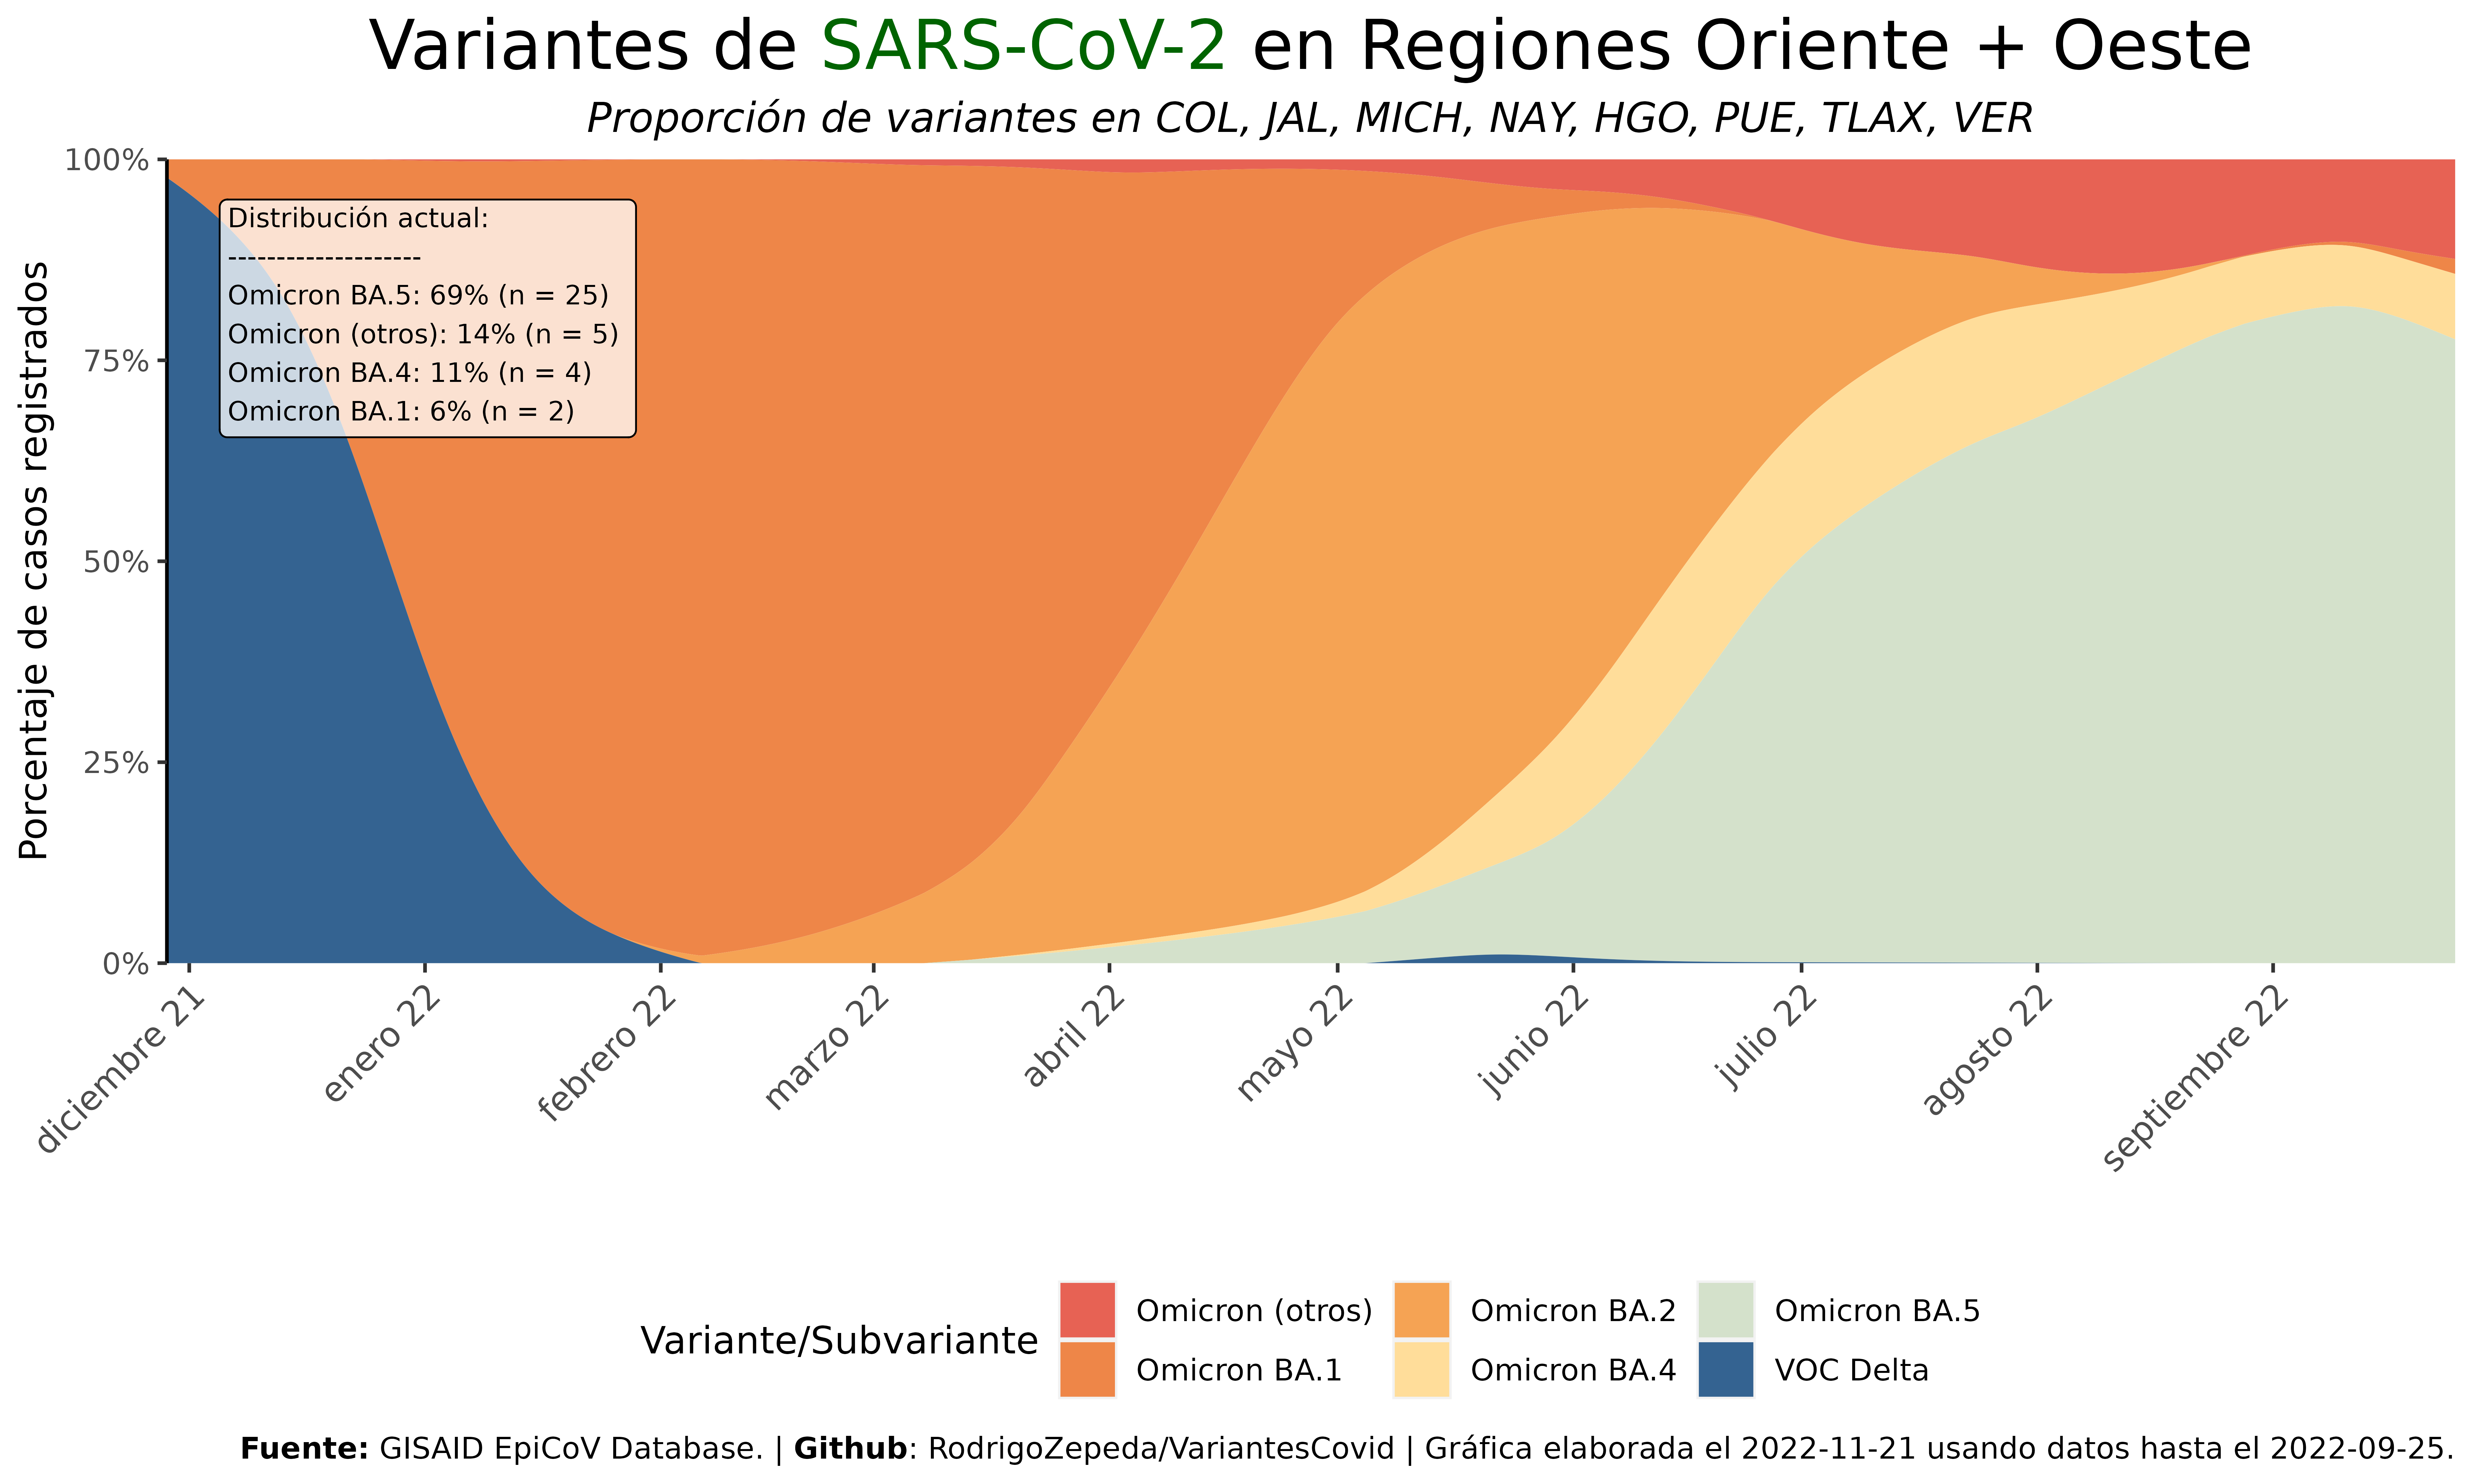 Variantes de SARS-CoV-2 en Regiones Oriente + Oeste
Proporción de variantes en COL, JAL, MICH, NAY, HGO, PUE, TLAX, VER
Porcentaje de casos registrados
100%
75%
50%
25%
0%
Distribución actual:
--------------------
Omicron BA.5: 69% (n = 25)
Omicron (otros): 14% (n = 5)
Omicron BA.4: 11% (n = 4)
Omicron BA.1: 6% (n = 2)
diciembre 21
enero 22
febrero 22
marzo 22
abril 22
mayo 22
junio 22
julio 22
agosto 22
septiembre 22
Variante/Subvariante
Omicron (otros)
Omicron BA.1
Omicron BA.2
Omicron BA.4
Omicron BA.5
VOC Delta
Fuente: GISAID EpiCoV Database. | Github: RodrigoZepeda/VariantesCovid | Gráfica elaborada el 2022-11-21 usando datos hasta el 2022-09-25.